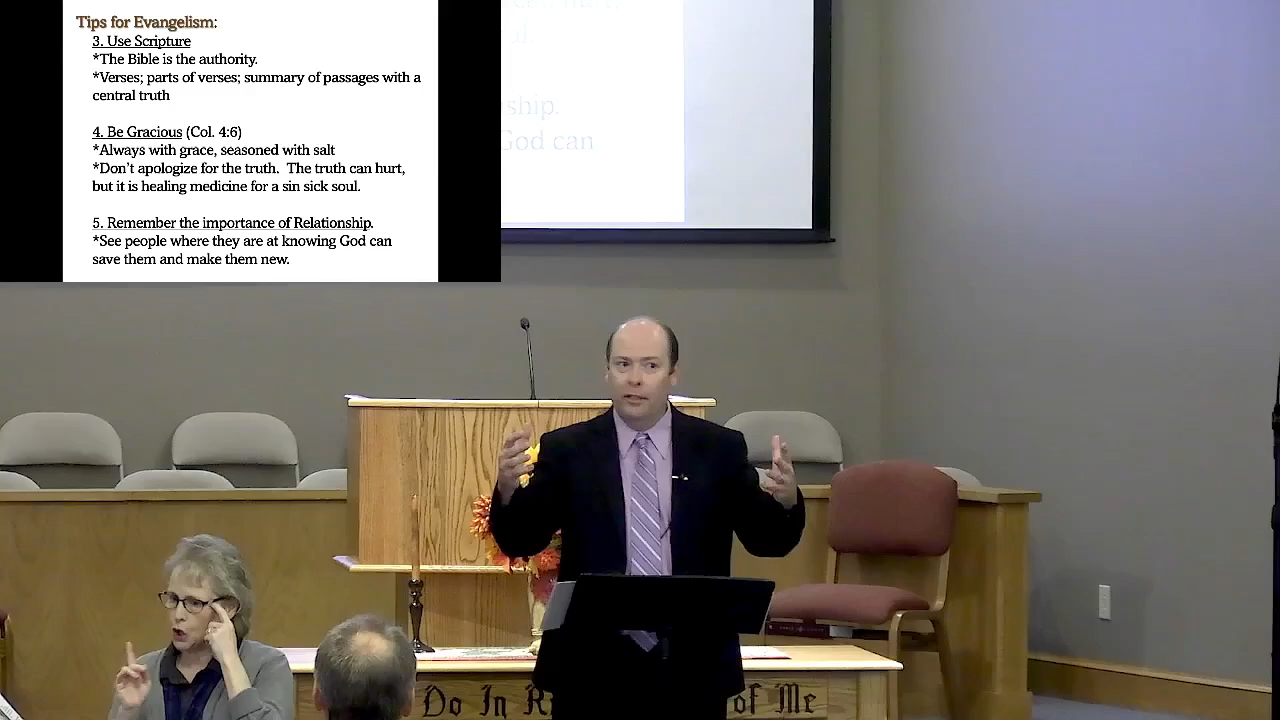 Tips for Evangelism:
3. Use Scripture
*The Bible is the authority.
*Verses; parts of verses; summary of passages with a
central truth
4. Be Gracious (Col. 4:6)
*Always with grace, seasoned with salt
*Don't apologize for the truth.  The truth can hurt,
but it is healing medicine for a sin sick soul.
5. Remember the importance of Relationship.
*See people where they are at knowing God can
save them and make them new.
ship.
God can
Do In of Me